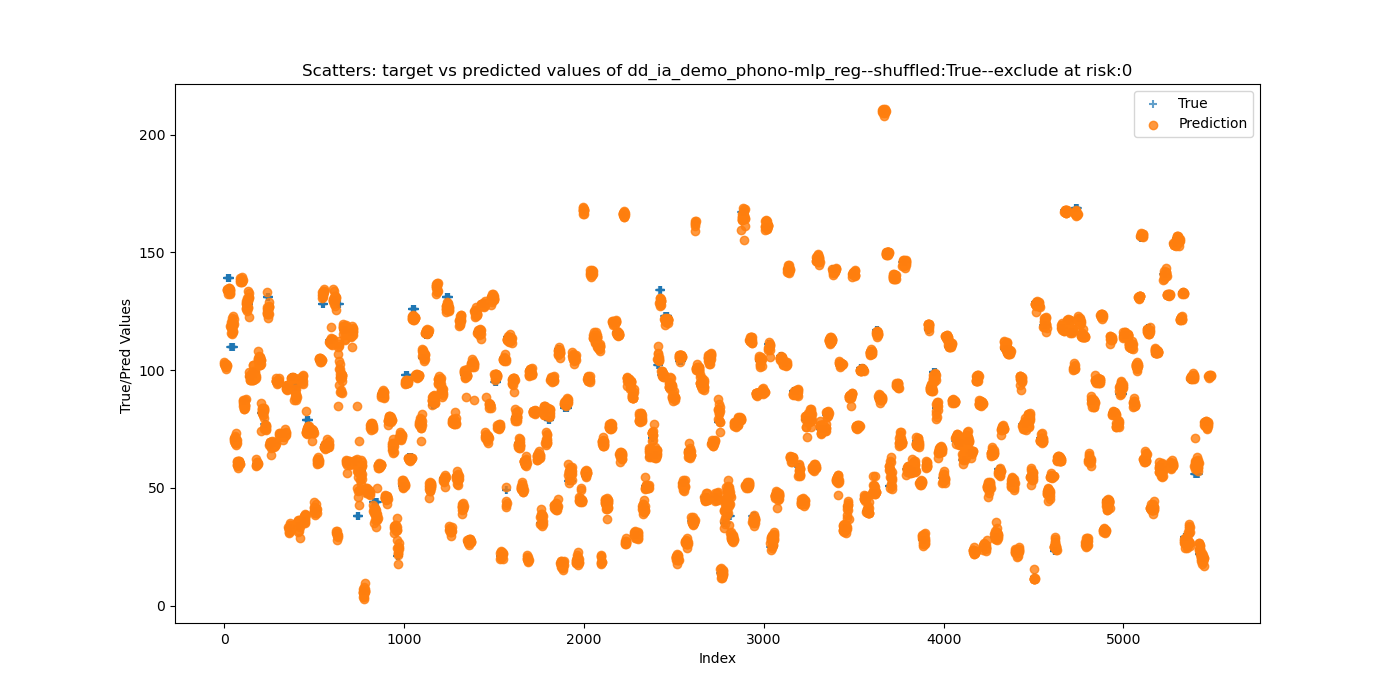 Scatters: target vs predicted values of dd_ia_demo_phono-mlp_reg--shuffled:True--exclude at risk:0
True
Prediction
200
150
100
50
0
True/Pred Values
0 1000 2000 3000 4000 5000
Index